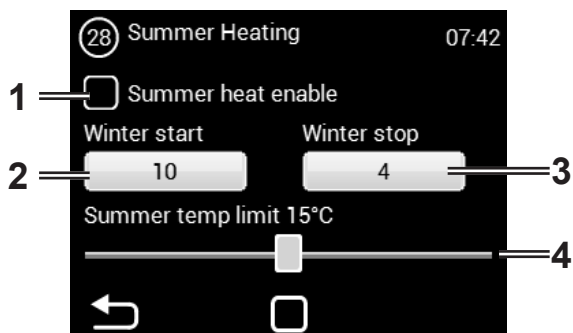 28 Summer Heating 07:42
1 Summer heat enable
Winter start Winter stop
2 10 4 3
Summer temp limit 15°C
4